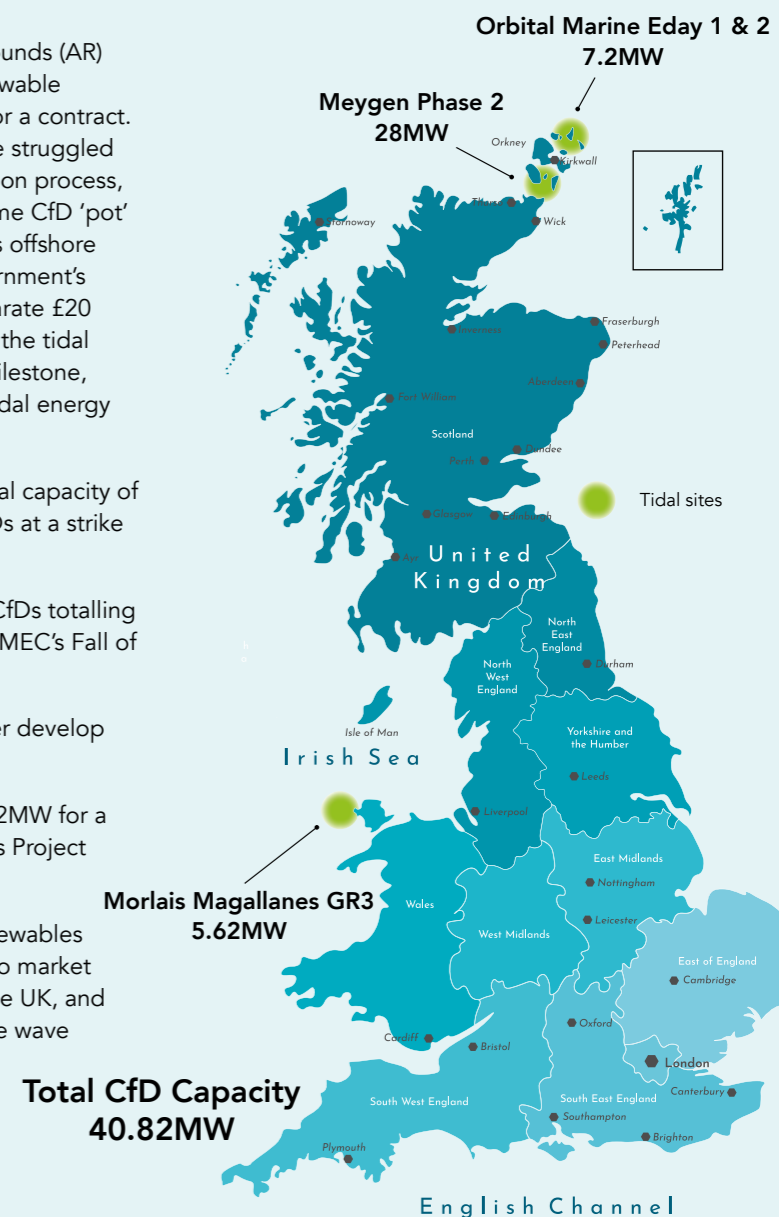 unds (AR)
wable
or a contract.
e struggled
on process,
me CfD ‘pot’
s offshore
ernment’s
arate £20
the tidal
ilestone,
dal energy
al capacity of
Ds at a strike
CfDs totalling
MEC’s Fall of
er develop
2MW for a
s Project
ewables
o market
e UK, and
e wave
Orbital Marine Eday 1 & 2
7.2MW
Meygen Phase 2
28MW
Orkney
Kirkwall
Thurso
Wick
Stornoway
Fraserburgh
Inverness
Peterhead
Aberdeen
Fort William
Scotland
Dundee
Perth
Tidal sites
Glasgow
Edinburgh
Ayr
United
Kingdom
North
East
England
Durham
North
West
England
Isle of Man
Yorkshire and
the Humber
Irish Sea
Leeds
Liverpool
East Midlands
Nottingham
Morlais Magallanes GR3
5.62MW
Wales
Leicester
West Midlands
East of England
Cambridge
Oxford
Cardiff
Bristol
London
Total CfD Capacity
40.82MW
South West England
South East England
Canterbury
Southampton
Brighton
Plymouth
English Channel